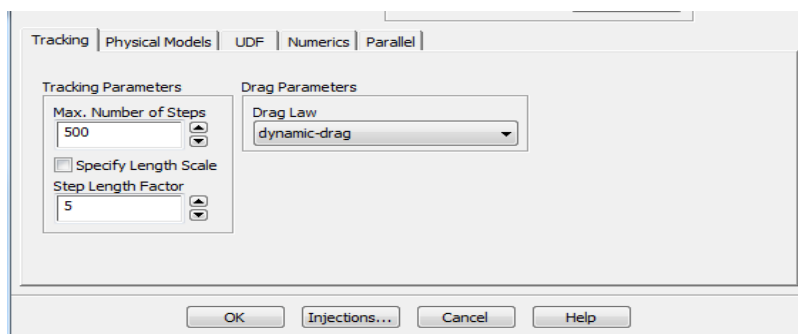 Tracking Physical Models UDF Numerics Parallel
Tracking Parameters Drag Parameters
Max. Number of Steps Drag Law
500 dynamic-drag
Specify Length Scale
Step Length Factor
5
OK Injections... Cancel Help